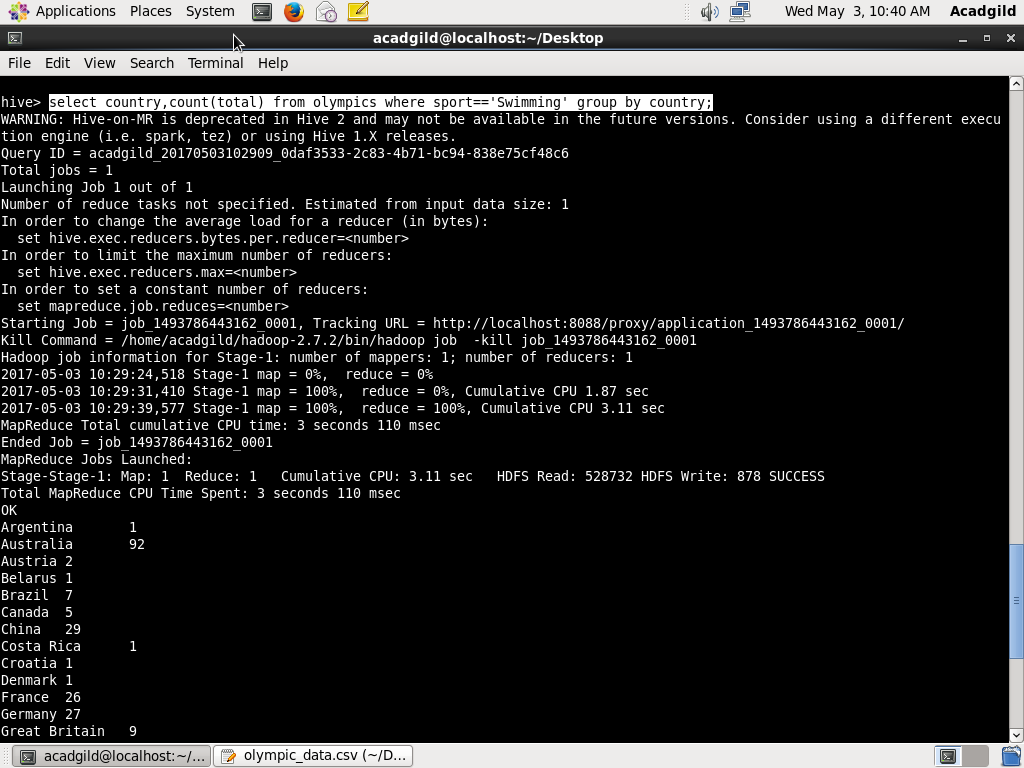 Applications Places System Wed May 3, 10:40 AM Acadgild
acadgild@localhost:~/Desktop
File Edit View Search Terminal Help
hive> select country,count(total) from olympics where sport=='Swimming' group by country;
WARNING: Hive-on-MR is deprecated in Hive 2 and may not be available in the future versions. Consider using a different execu
tion engine (i.e. spark, tez) or using Hive 1.X releases.
Query ID = acadgild_20170503102909_0daf3533-2c83-4b71-bc94-838e75cf48c6
Total jobs = 1
Launching Job 1 out of 1
Number of reduce tasks not specified. Estimated from input data size: 1
In order to change the average load for a reducer (in bytes):
  set hive.exec.reducers.bytes.per.reducer=<number>
In order to limit the maximum number of reducers:
  set hive.exec.reducers.max=<number>
In order to set a constant number of reducers:
  set mapreduce.job.reduces=<number>
Starting Job = job_1493786443162_0001, Tracking URL = http://localhost:8088/proxy/application_1493786443162_0001/
Kill Command = /home/acadgild/hadoop-2.7.2/bin/hadoop job  -kill job_1493786443162_0001
Hadoop job information for Stage-1: number of mappers: 1; number of reducers: 1
2017-05-03 10:29:24,518 Stage-1 map = 0%,  reduce = 0%
2017-05-03 10:29:31,410 Stage-1 map = 100%,  reduce = 0%, Cumulative CPU 1.87 sec
2017-05-03 10:29:39,577 Stage-1 map = 100%,  reduce = 100%, Cumulative CPU 3.11 sec
MapReduce Total cumulative CPU time: 3 seconds 110 msec
Ended Job = job_1493786443162_0001
MapReduce Jobs Launched:
Stage-Stage-1: Map: 1  Reduce: 1   Cumulative CPU: 3.11 sec   HDFS Read: 528732 HDFS Write: 878 SUCCESS
Total MapReduce CPU Time Spent: 3 seconds 110 msec
OK
Argentina       1
Australia       92
Austria 2
Belarus 1
Brazil  7
Canada  5
China   29
Costa Rica      1
Croatia 1
Denmark 1
France  26
Germany 27
Great Britain   9
acadgild@localhost:~/... olympic_data.csv (~/D...